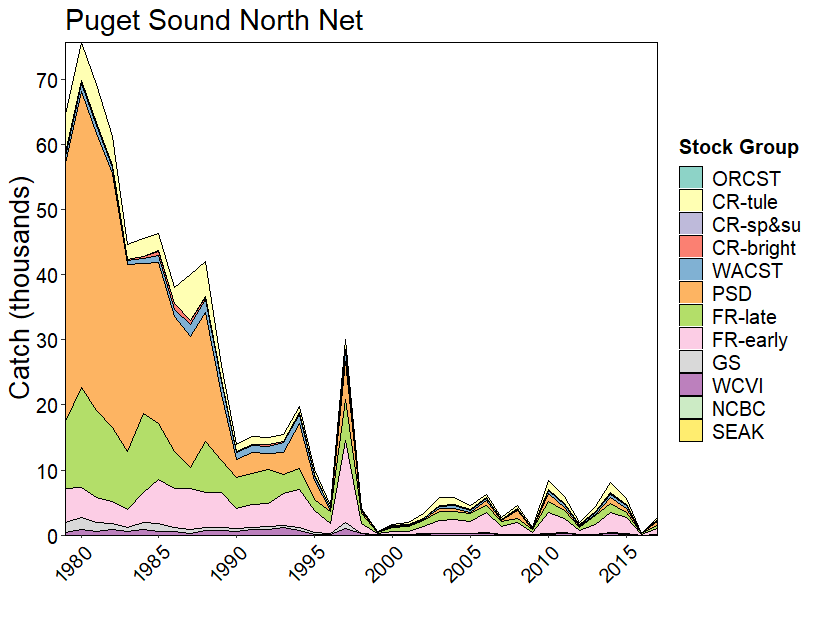 Puget Sound North Net
Catch (thousands)
70
60
50
40
30
20
10
0
1980
1985
1990
1995
2000
2005
2010
2015
Stock Group
ORCST
CR-tule
CR-sp&su
CR-bright
WACST
PSD
FR-late
FR-early
GS
WCVI
NCBC
SEAK